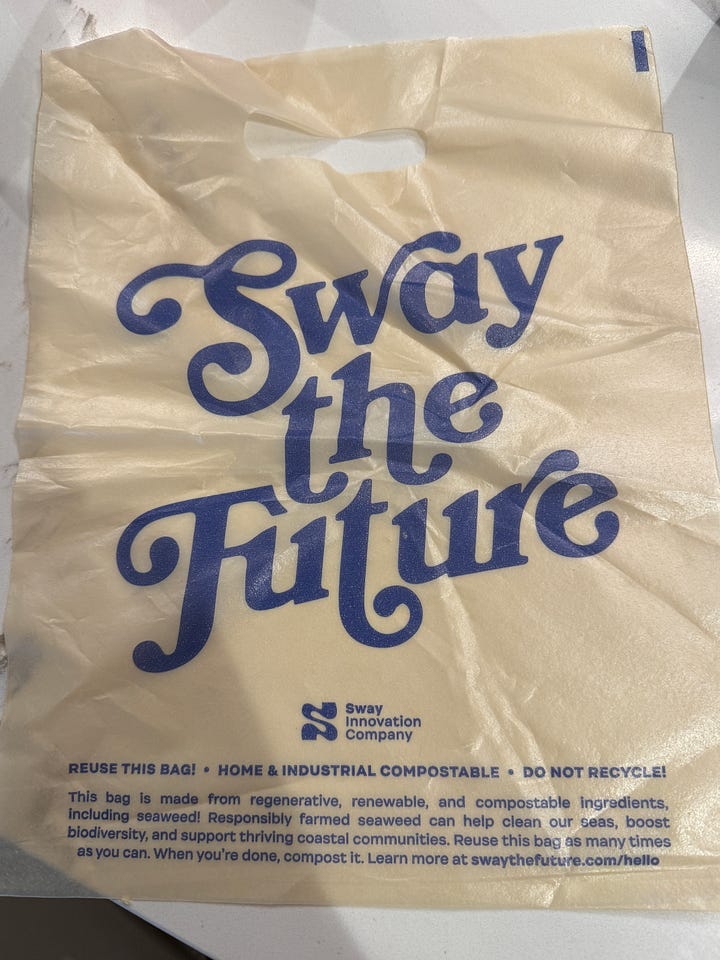 Sway
the
Future
Sway
Innovation
Company
REUSE THIS BAG! • HOME & INDUSTRIAL COMPOSTABLE • DO NOT RECYCLE!
This bag is made from regenerative, renewable, and compostable ingredients,
including seaweed! Responsibly farmed seaweed can help clean our seas, boost
biodiversity, and support thriving coastal communities. Reuse this bag as many times
as you can. When you're done, compost it. Learn more at swaythefuture.com/hello